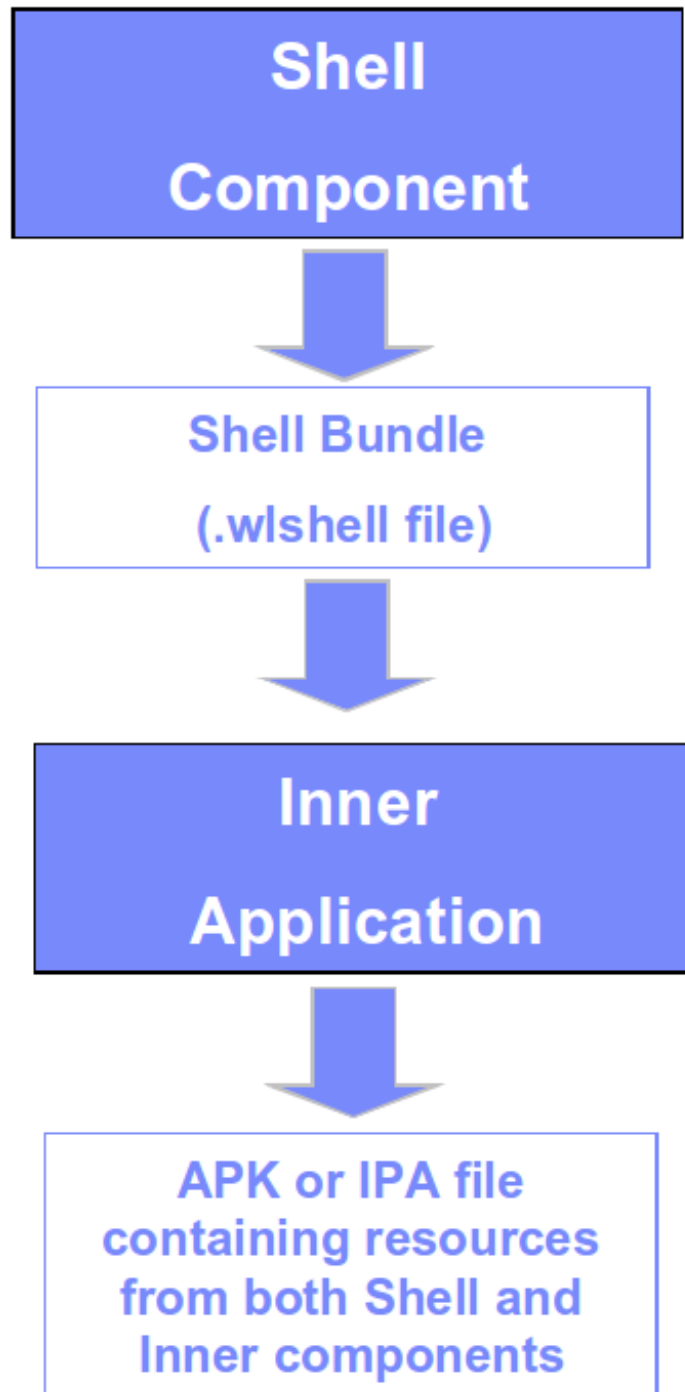 Shell
Component
Shell Bundle
(.wlshell file)
Inner
Application
APK or IPA file
containing resources
from both Shell and
Inner components